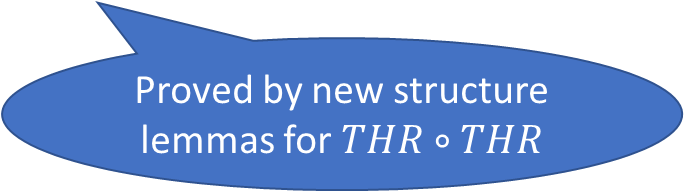 Proved by new structure
lemmas for 𝑇𝐻𝑅 ∘ 𝑇𝐻𝑅